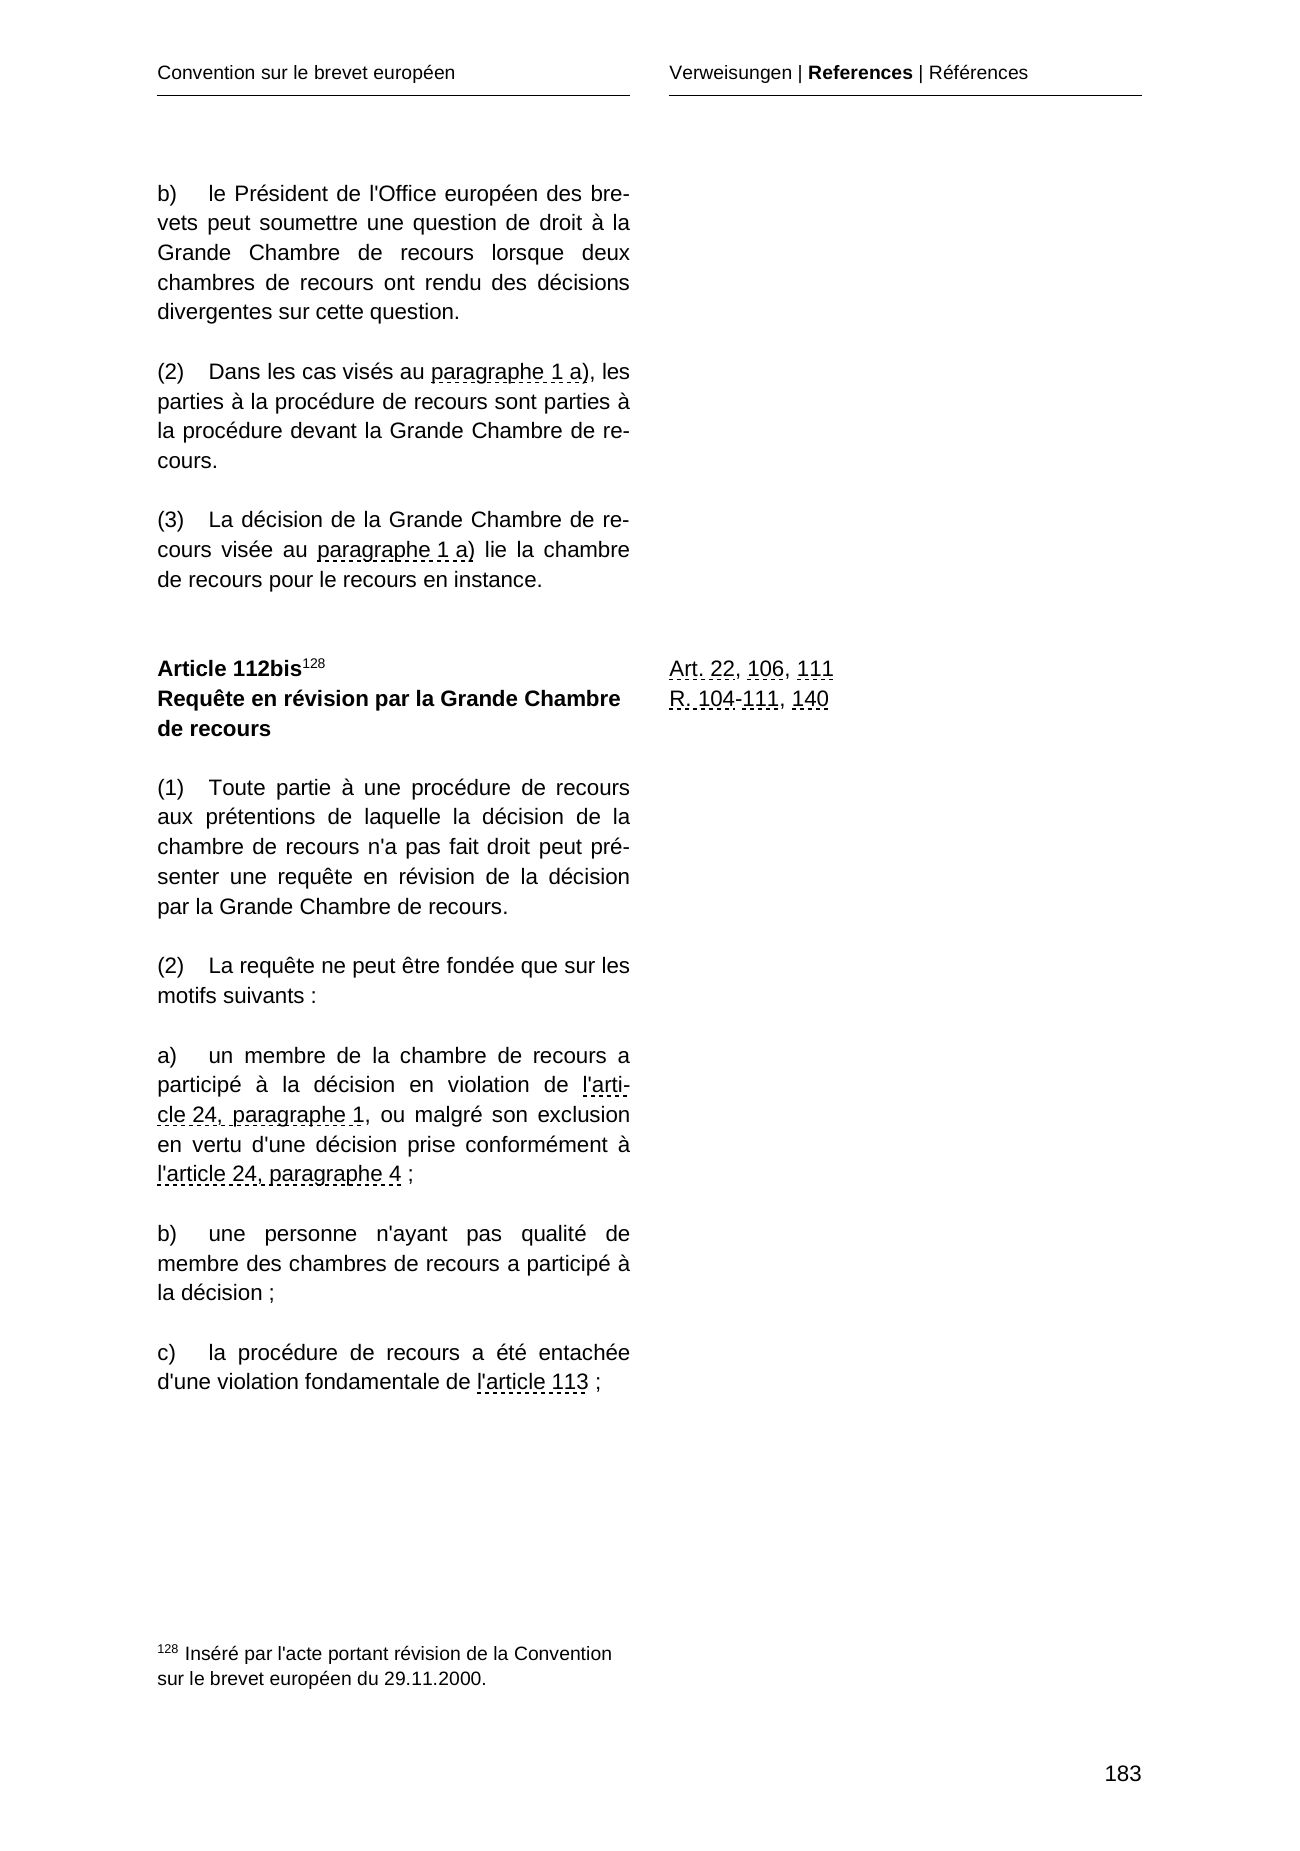 Convention sur le brevet européen
Verweisungen | References | Références
b) le Président de l'Office européen des bre-
vets peut soumettre une question de droit à la
Grande Chambre de recours lorsque deux
chambres de recours ont rendu des décisions
divergentes sur cette question.
(2) Dans les cas visés au paragraphe 1 a), les
parties à la procédure de recours sont parties à
la procédure devant la Grande Chambre de re-
cours.
(3) La décision de la Grande Chambre de re-
cours visée au paragraphe 1 a) lie la chambre
de recours pour le recours en instance.
Article 112bis128
Requête en révision par la Grande Chambre
de recours
Art. 22, 106, 111
R. 104-111, 140
(1) Toute partie à une procédure de recours
aux prétentions de laquelle la décision de la
chambre de recours n'a pas fait droit peut pré-
senter une requête en révision de la décision
par la Grande Chambre de recours.
(2) La requête ne peut être fondée que sur les
motifs suivants :
a) un membre de la chambre de recours a
participé à la décision en violation de l'arti-
cle 24, paragraphe 1, ou malgré son exclusion
en vertu d'une décision prise conformément à
l'article 24, paragraphe 4 ;
b) une personne n'ayant pas qualité de
membre des chambres de recours a participé à
la décision ;
c) la procédure de recours a été entachée
d'une violation fondamentale de l'article 113 ;
128 Inséré par l'acte portant révision de la Convention
sur le brevet européen du 29.11.2000.
183